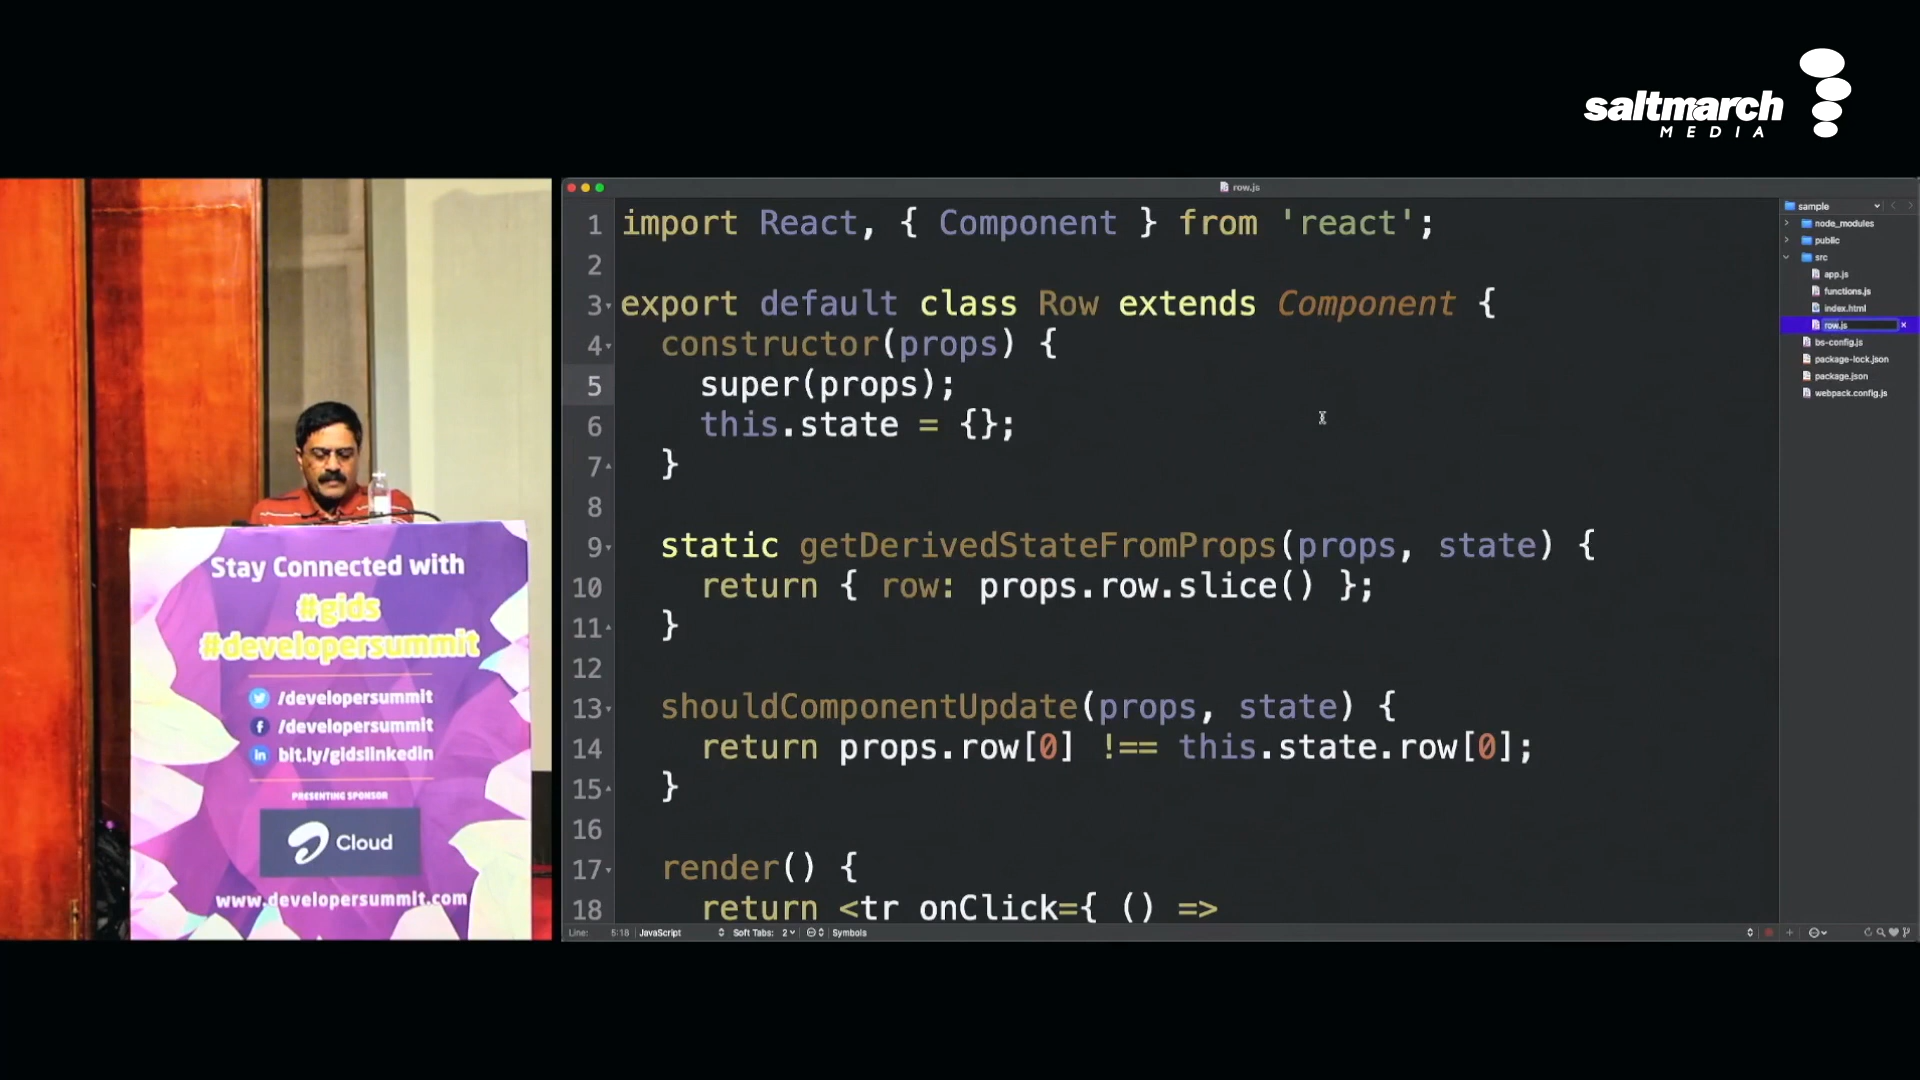 saltmarch
MEDIA
row.js
1 import React, { Component } from 'react';
2
3 export default class Row extends Component {
4 constructor(props) {
5 super(props);
6 this.state = {};
7 }
8
9 static getDerivedStateFromProps(props, state) {
10 return { row: props.row.slice() };
11 }
12
13 shouldComponentUpdate(props, state) {
14 return props.row[0] !== this.state.row[0];
15 }
16
17 render() {
18 return <tr onClick={ () =>
Line: 5:18 JavaScript Soft Tabs: 2 Symbols
sample
node_modules
public
src
app.js
functions.js
index.html
row.js
bs-config.js
package-lock.json
package.json
webpack.config.js
Stay Connected with
#gids
#developersummit
/developersummit
/developersummit
bit.ly/gidslinkedin
PRESENTING SPONSOR
Cloud
www.developersummit.com